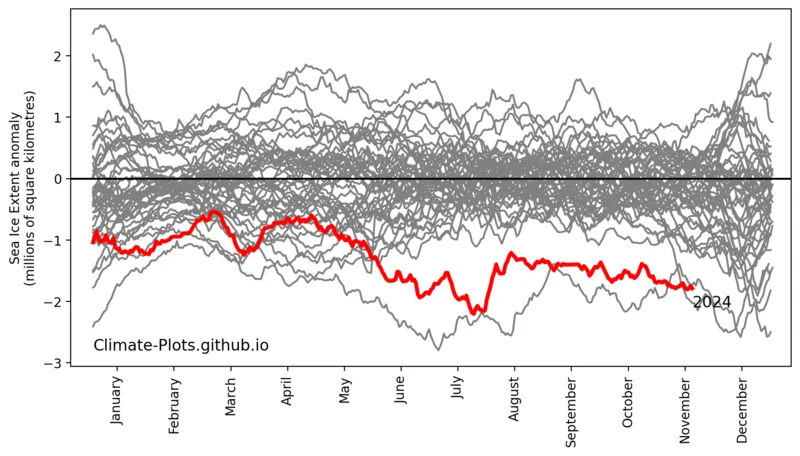 Sea Ice Extent anomaly
(millions of square kilometres)
2
1
0
−1
−2
−3
2024
Climate-Plots.github.io
January
February
March
April
May
June
July
August
September
October
November
December